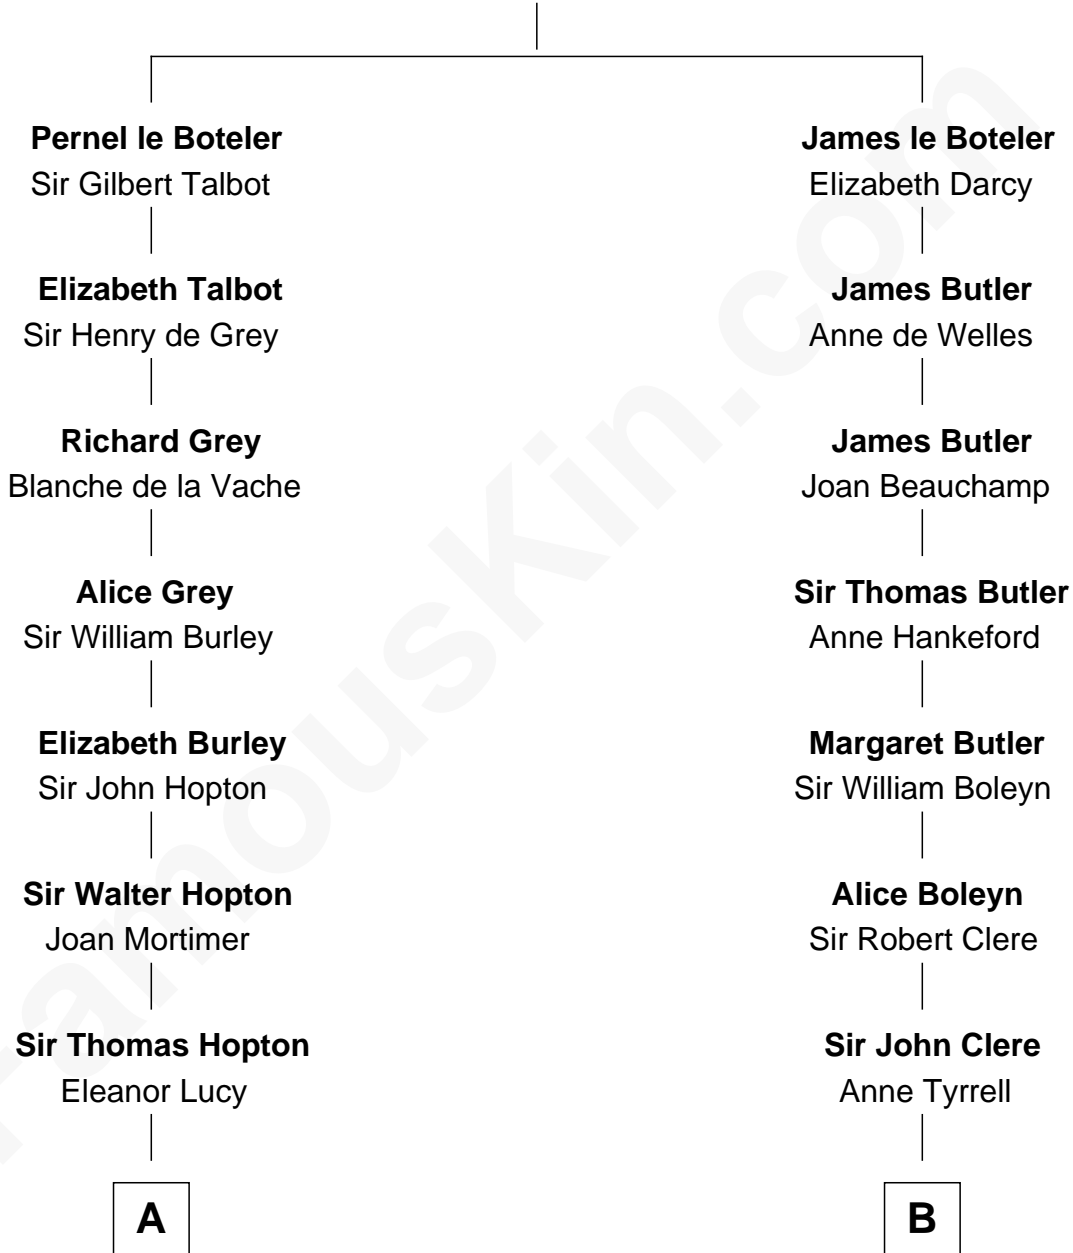 Pernel le Boteler
Sir Gilbert Talbot
Elizabeth Talbot
Sir Henry de Grey
Richard Grey
Blanche de la Vache
Alice Grey
Sir William Burley
Elizabeth Burley
Sir John Hopton
Sir Walter Hopton
Joan Mortimer
Sir Thomas Hopton
Eleanor Lucy
A
James le Boteler
Elizabeth Darcy
James Butler
Anne de Welles
James Butler
Joan Beauchamp
Sir Thomas Butler
Anne Hankeford
Margaret Butler
Sir William Boleyn
Alice Boleyn
Sir Robert Clere
Sir John Clere
Anne Tyrrell
B
FamousKin.com